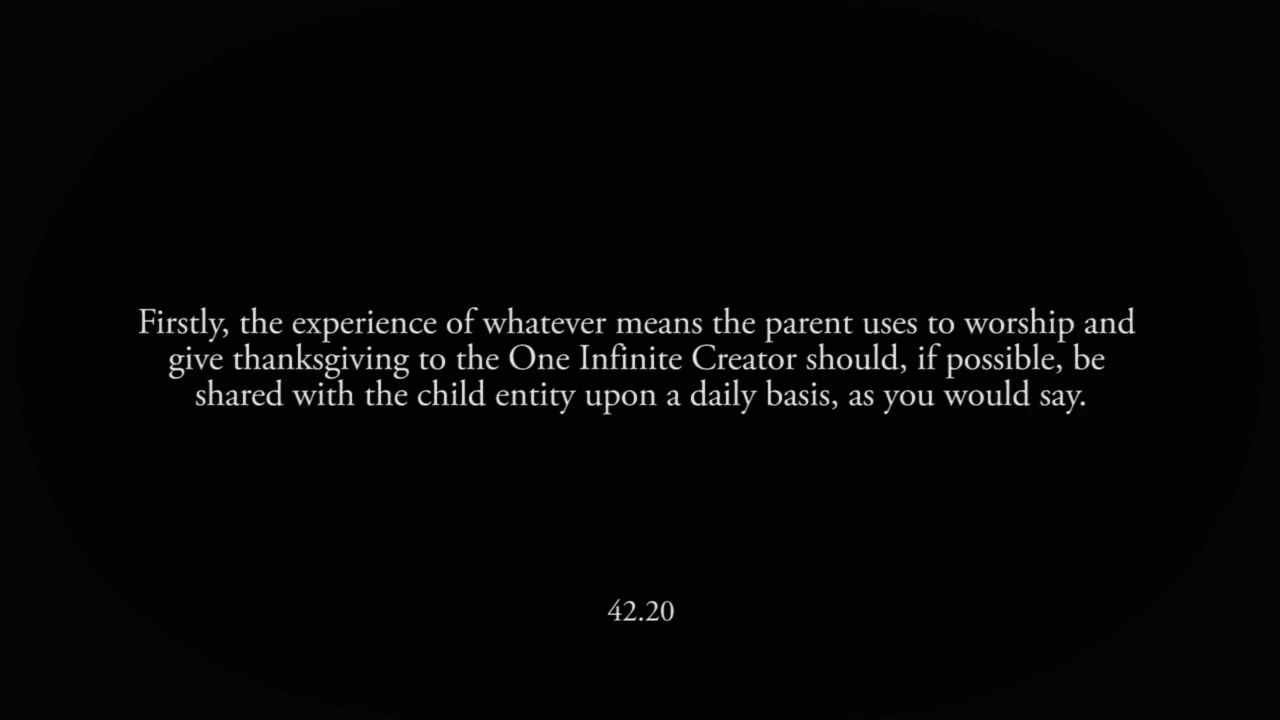 Firstly, the experience of whatever means the parent uses to worship and
give thanksgiving to the One Infinite Creator should, if possible, be
shared with the child entity upon a daily basis, as you would say.
42.20